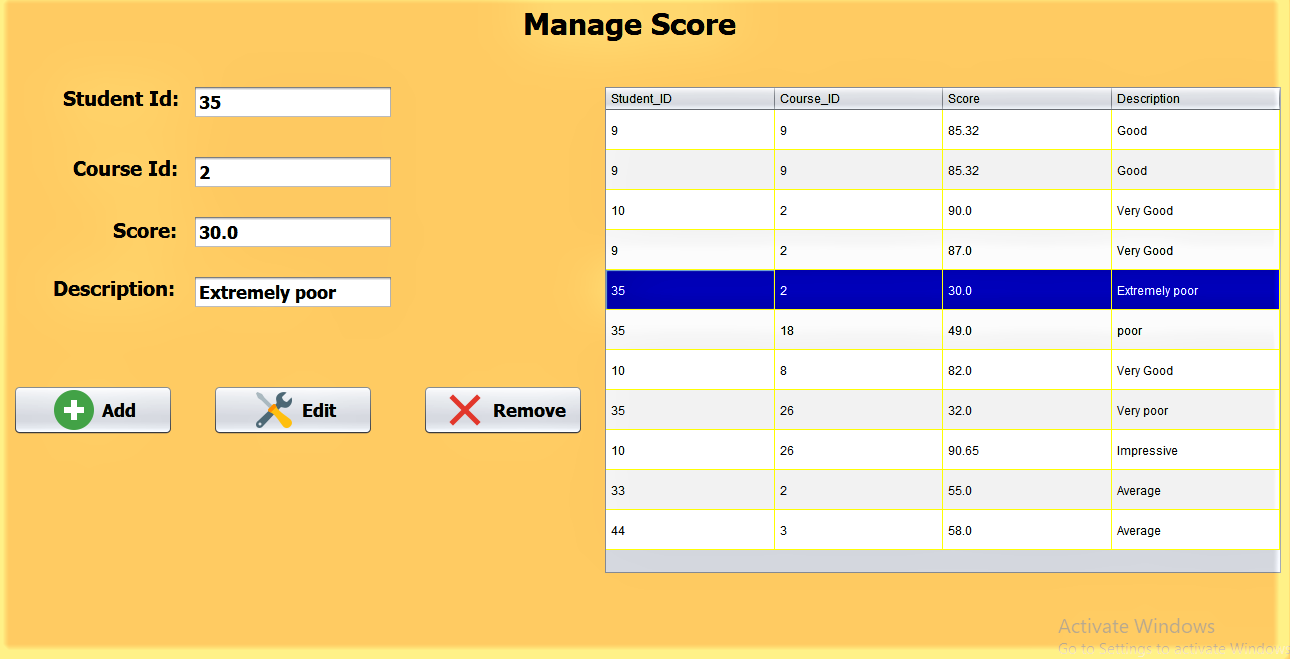 Manage Score
Student Id: 35
Course Id: 2
Score: 30.0
Description: Extremely poor
Add Edit Remove
Student_ID Course_ID Score Description
9 9 85.32 Good
9 9 85.32 Good
10 2 90.0 Very Good
9 2 87.0 Very Good
35 2 30.0 Extremely poor
35 18 49.0 poor
10 8 82.0 Very Good
35 26 32.0 Very poor
10 26 90.65 Impressive
33 2 55.0 Average
44 3 58.0 Average
Activate Windows
Go to Settings to activate Windows